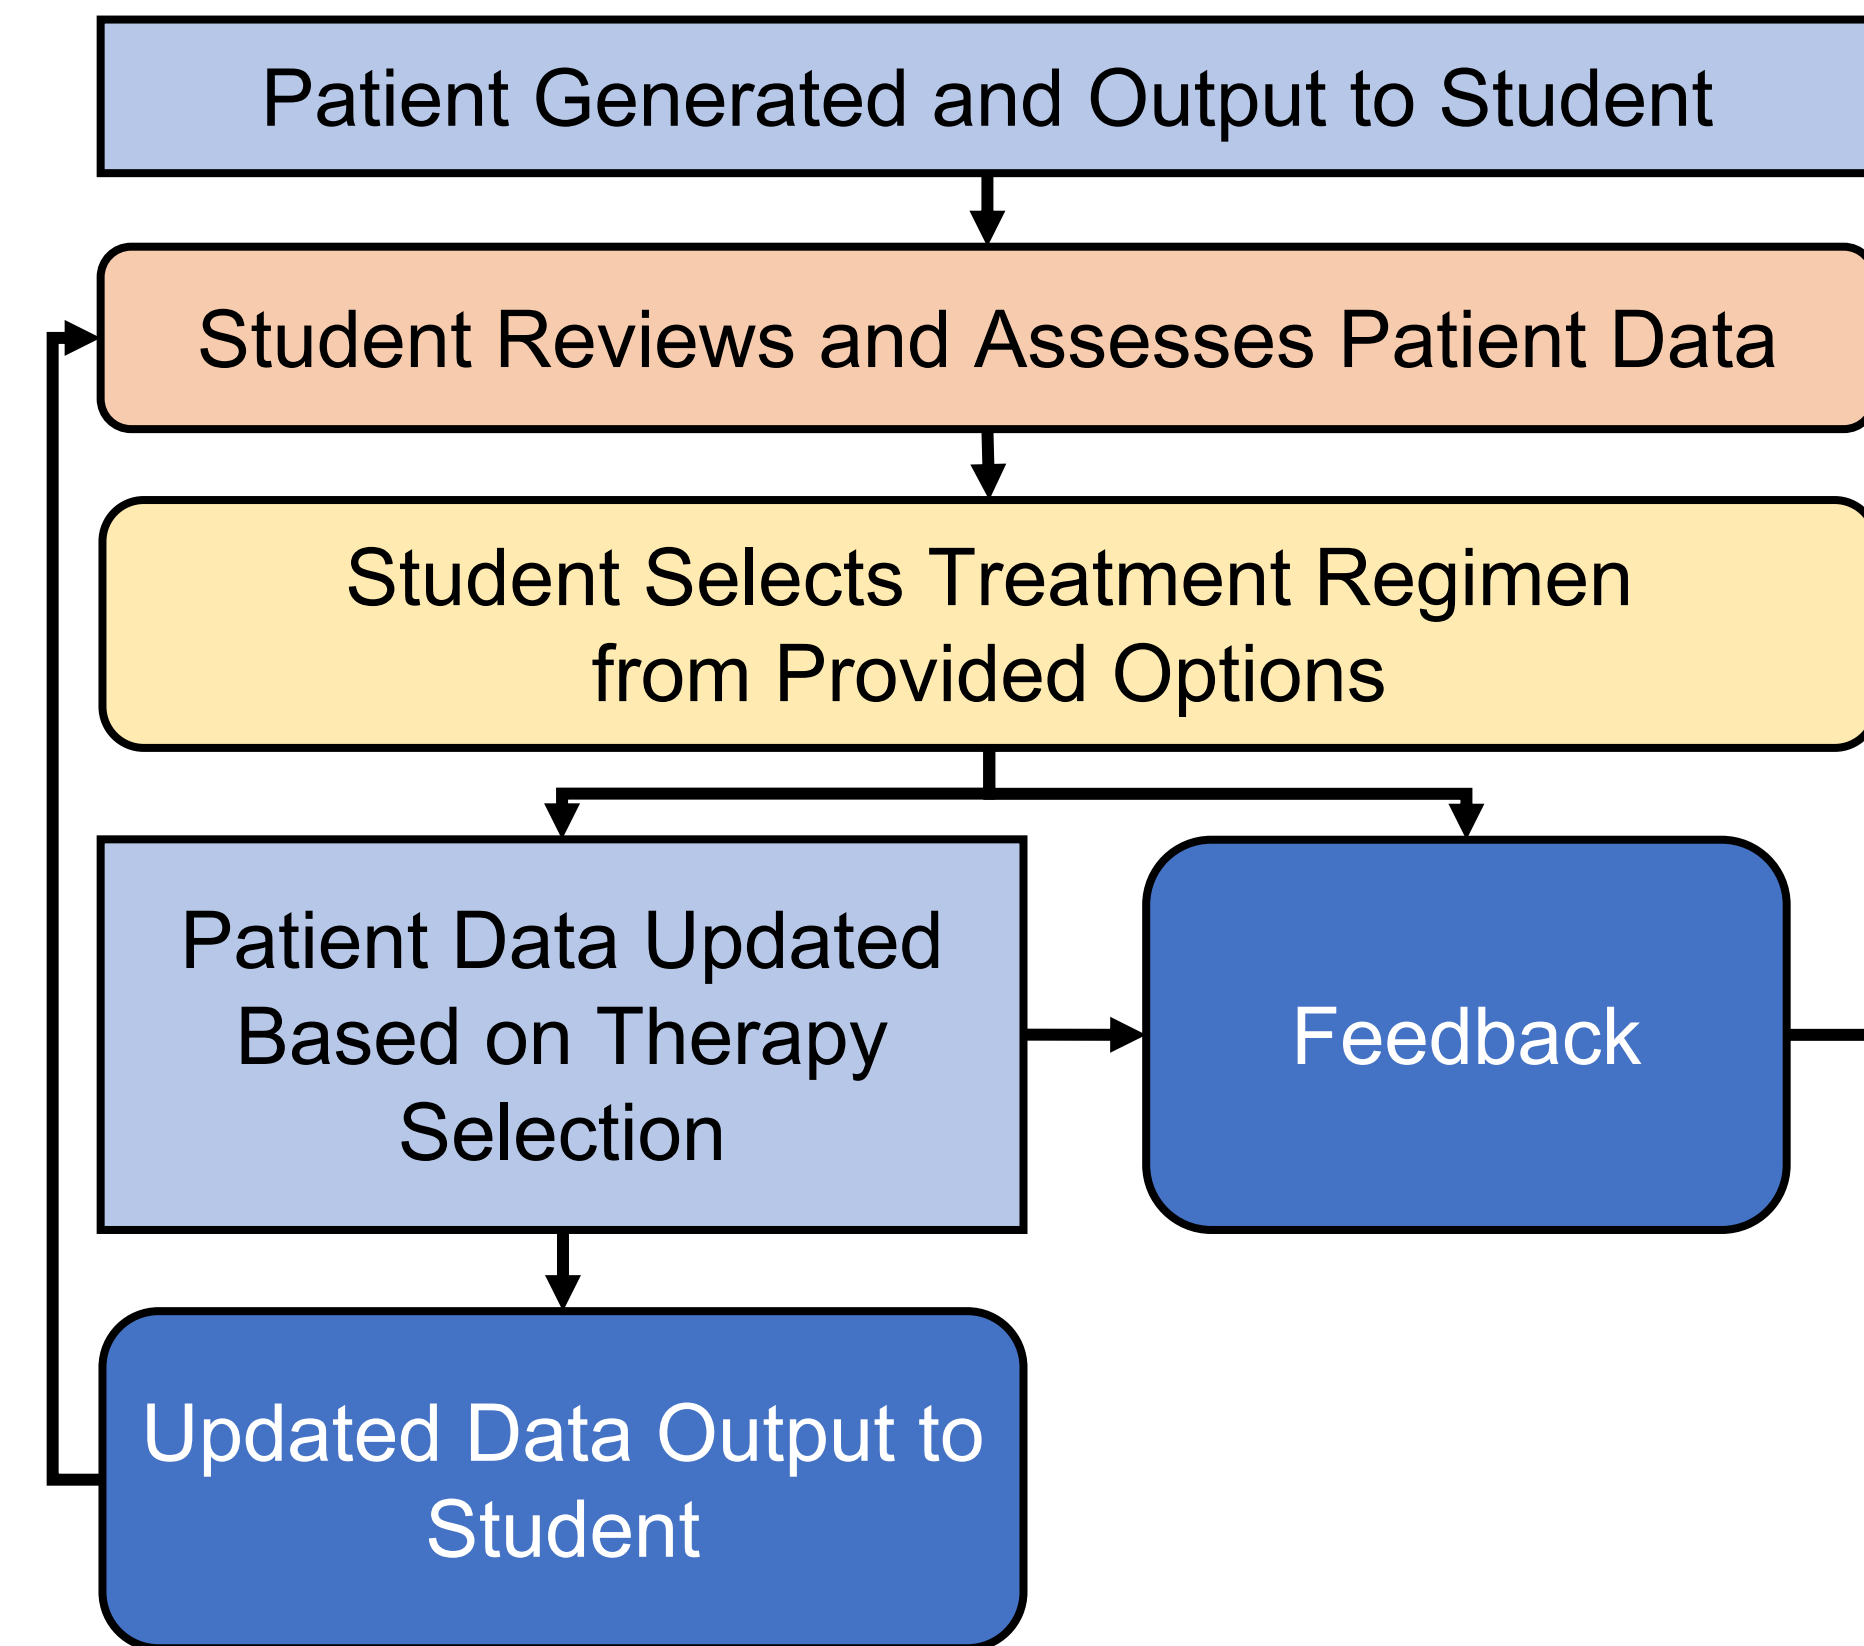 Patient Generated and Output to Student
Student Reviews and Assesses Patient Data
Student Selects Treatment Regimen
from Provided Options
Patient Data Updated
Based on Therapy
Selection
Feedback
Updated Data Output to
Student